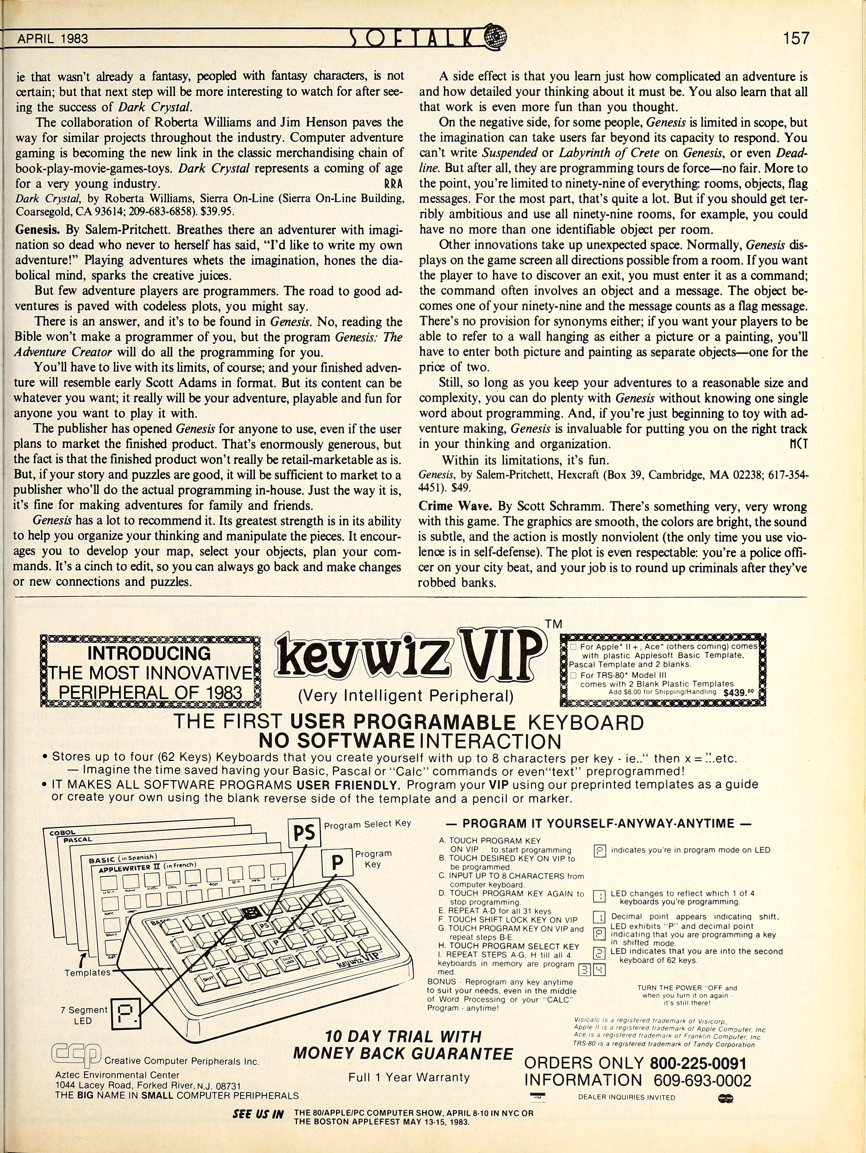 APRIL 1983
SOFTALK
157
ie that wasn't already a fantasy, peopled with fantasy characters, is not
certain; but that next step will be more interesting to watch for after see-
ing the success of Dark Crystal.
The collaboration of Roberta Williams and Jim Henson paves the
way for similar projects throughout the industry. Computer adventure
gaming is becoming the new link in the classic merchandising chain of
book-play-movie-games-toys. Dark Crystal represents a coming of age
for a very young industry. RRA
Dark Crystal, by Roberta Williams, Sierra On-Line (Sierra On-Line Building,
Coarsegold, CA 93614; 209-683-6858). $39.95.
Genesis. By Salem-Pritchett. Breathes there an adventurer with imagi-
nation so dead who never to herself has said, "I'd like to write my own
adventure!" Playing adventures whets the imagination, hones the dia-
bolical mind, sparks the creative juices.
But few adventure players are programmers. The road to good ad-
ventures is paved with codeless plots, you might say.
There is an answer, and it's to be found in Genesis. No, reading the
Bible won't make a programmer of you, but the program Genesis: The
Adventure Creator will do all the programming for you.
You'll have to live with its limits, of course; and your finished adven-
ture will resemble early Scott Adams in format. But its content can be
whatever you want; it really will be your adventure, playable and fun for
anyone you want to play it with.
The publisher has opened Genesis for anyone to use, even if the user
plans to market the finished product. That's enormously generous, but
the fact is that the finished product won't really be retail-marketable as is.
But, if your story and puzzles are good, it will be sufficient to market to a
publisher who'll do the actual programming in-house. Just the way it is,
it's fine for making adventures for family and friends.
Genesis has a lot to recommend it. Its greatest strength is in its ability
to help you organize your thinking and manipulate the pieces. It encour-
ages you to develop your map, select your objects, plan your com-
mands. It's a cinch to edit, so you can always go back and make changes
or new connections and puzzles.
A side effect is that you learn just how complicated an adventure is
and how detailed your thinking about it must be. You also learn that all
that work is even more fun than you thought.
On the negative side, for some people, Genesis is limited in scope, but
the imagination can take users far beyond its capacity to respond. You
can't write Suspended or Labyrinth of Crete on Genesis, or even Dead-
line. But after all, they are programming tours de force—no fair. More to
the point, you're limited to ninety-nine of everything: rooms, objects, flag
messages. For the most part, that's quite a lot. But if you should get ter-
ribly ambitious and use all ninety-nine rooms, for example, you could
have no more than one identifiable object per room.
Other innovations take up unexpected space. Normally, Genesis dis-
plays on the game screen all directions possible from a room. If you want
the player to have to discover an exit, you must enter it as a command;
the command often involves an object and a message. The object be-
comes one of your ninety-nine and the message counts as a flag message.
There's no provision for synonyms either; if you want your players to be
able to refer to a wall hanging as either a picture or a painting, you'll
have to enter both picture and painting as separate objects—one for the
price of two.
Still, so long as you keep your adventures to a reasonable size and
complexity, you can do plenty with Genesis without knowing one single
word about programming. And, if you're just beginning to toy with ad-
venture making, Genesis is invaluable for putting you on the right track
in your thinking and organization. MCT
Within its limitations, it's fun.
Genesis, by Salem-Pritchett, Hexcraft (Box 39, Cambridge, MA 02238; 617-354-
4451). $49.
Crime Wave. By Scott Schramm. There's something very, very wrong
with this game. The graphics are smooth, the colors are bright, the sound
is subtle, and the action is mostly nonviolent (the only time you use vio-
lence is in self-defense). The plot is even respectable: you're a police offi-
cer on your city beat, and your job is to round up criminals after they've
robbed banks.
INTRODUCING
THE MOST INNOVATIVE
PERIPHERAL OF 1983
keywiz VIP TM
(Very Intelligent Peripheral)
□ For Apple* II +, Ace* (others coming) comes
with plastic Applesoft Basic Template,
Pascal Template and 2 blanks.
□ For TRS-80* Model III
comes with 2 Blank Plastic Templates
Add $8.00 for Shipping/Handling $439.00
THE FIRST USER PROGRAMABLE KEYBOARD
NO SOFTWARE INTERACTION
• Stores up to four (62 Keys) Keyboards that you create yourself with up to 8 characters per key - ie.." then x = "..etc.
— Imagine the time saved having your Basic, Pascal or "Calc" commands or even"text" preprogrammed!
• IT MAKES ALL SOFTWARE PROGRAMS USER FRIENDLY. Program your VIP using our preprinted templates as a guide
or create your own using the blank reverse side of the template and a pencil or marker.
COBOL
PASCAL
BASIC (in Spanish)
APPLEWRITER II (in French)
PS
Program Select Key
P
Program
Key
BASIC
PS
P
keywiz VIP
Templates
7 Segment
LED
P.
— PROGRAM IT YOURSELF-ANYWAY-ANYTIME —
A. TOUCH PROGRAM KEY
ON VIP to start programming
B. TOUCH DESIRED KEY ON VIP to
be programmed.
C. INPUT UP TO 8 CHARACTERS from
computer keyboard.
D. TOUCH PROGRAM KEY AGAIN to
stop programming.
E. REPEAT A-D for all 31 keys
F. TOUCH SHIFT LOCK KEY ON VIP
G. TOUCH PROGRAM KEY ON VIP and
repeat steps B-E.
H. TOUCH PROGRAM SELECT KEY
I. REPEAT STEPS A-G, H till all 4
keyboards in memory are program
med.
BONUS - Reprogram any key anytime
to suit your needs, even in the middle
of Word Processing or your "CALC"
Program - anytime!
P indicates you're in program mode on LED
1 LED changes to reflect which 1 of 4
keyboards you're programming.
1. Decimal point appears indicating shift,
P. LED exhibits "P" and decimal point
indicating that you are programming a key
in shifted mode.
2 LED indicates that you are into the second
keyboard of 62 keys.
3 4
TURN THE POWER "OFF and
when you turn it on again -
it's still there!
Visicalc is a registered trademark of Visicorp,
Apple II is a registered trademark of Apple Computer, Inc.
Ace is a registered trademark of Franklin Computer, Inc.
TRS-80 is a registered trademark of Tandy Corporation
ccp Creative Computer Peripherals Inc.
Aztec Environmental Center
1044 Lacey Road, Forked River, N.J. 08731
THE BIG NAME IN SMALL COMPUTER PERIPHERALS
10 DAY TRIAL WITH
MONEY BACK GUARANTEE
Full 1 Year Warranty
ORDERS ONLY 800-225-0091
INFORMATION 609-693-0002
DEALER INQUIRIES INVITED
SEE US IN THE 80/APPLE/PC COMPUTER SHOW, APRIL 8-10 IN NYC OR
THE BOSTON APPLEFEST MAY 13-15, 1983.